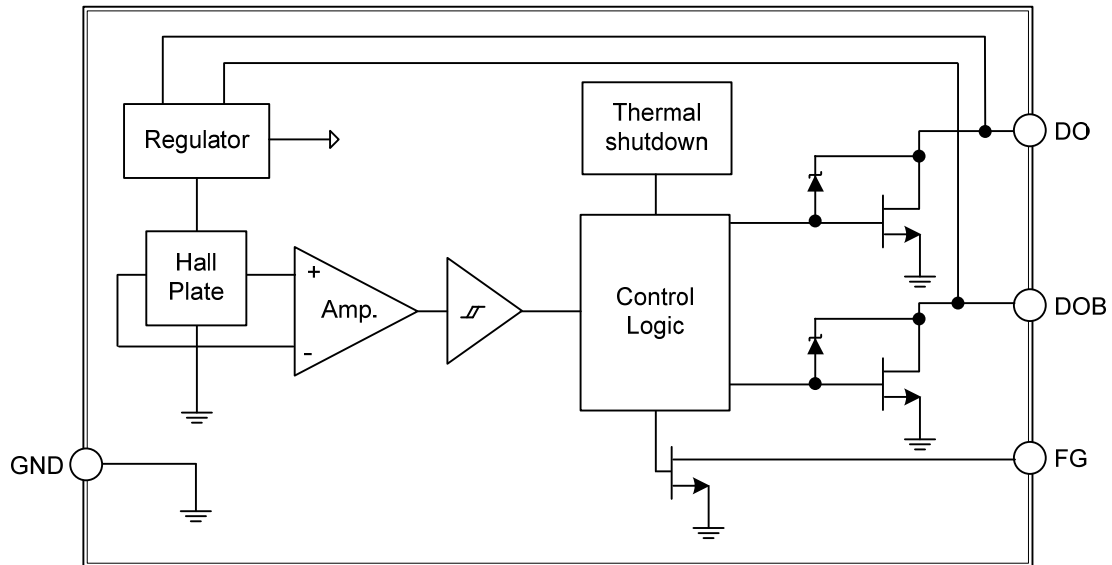 Regulator
Thermal
shutdown
DO
Hall
Plate
+
Amp.
-
Control
Logic
DOB
GND
FG